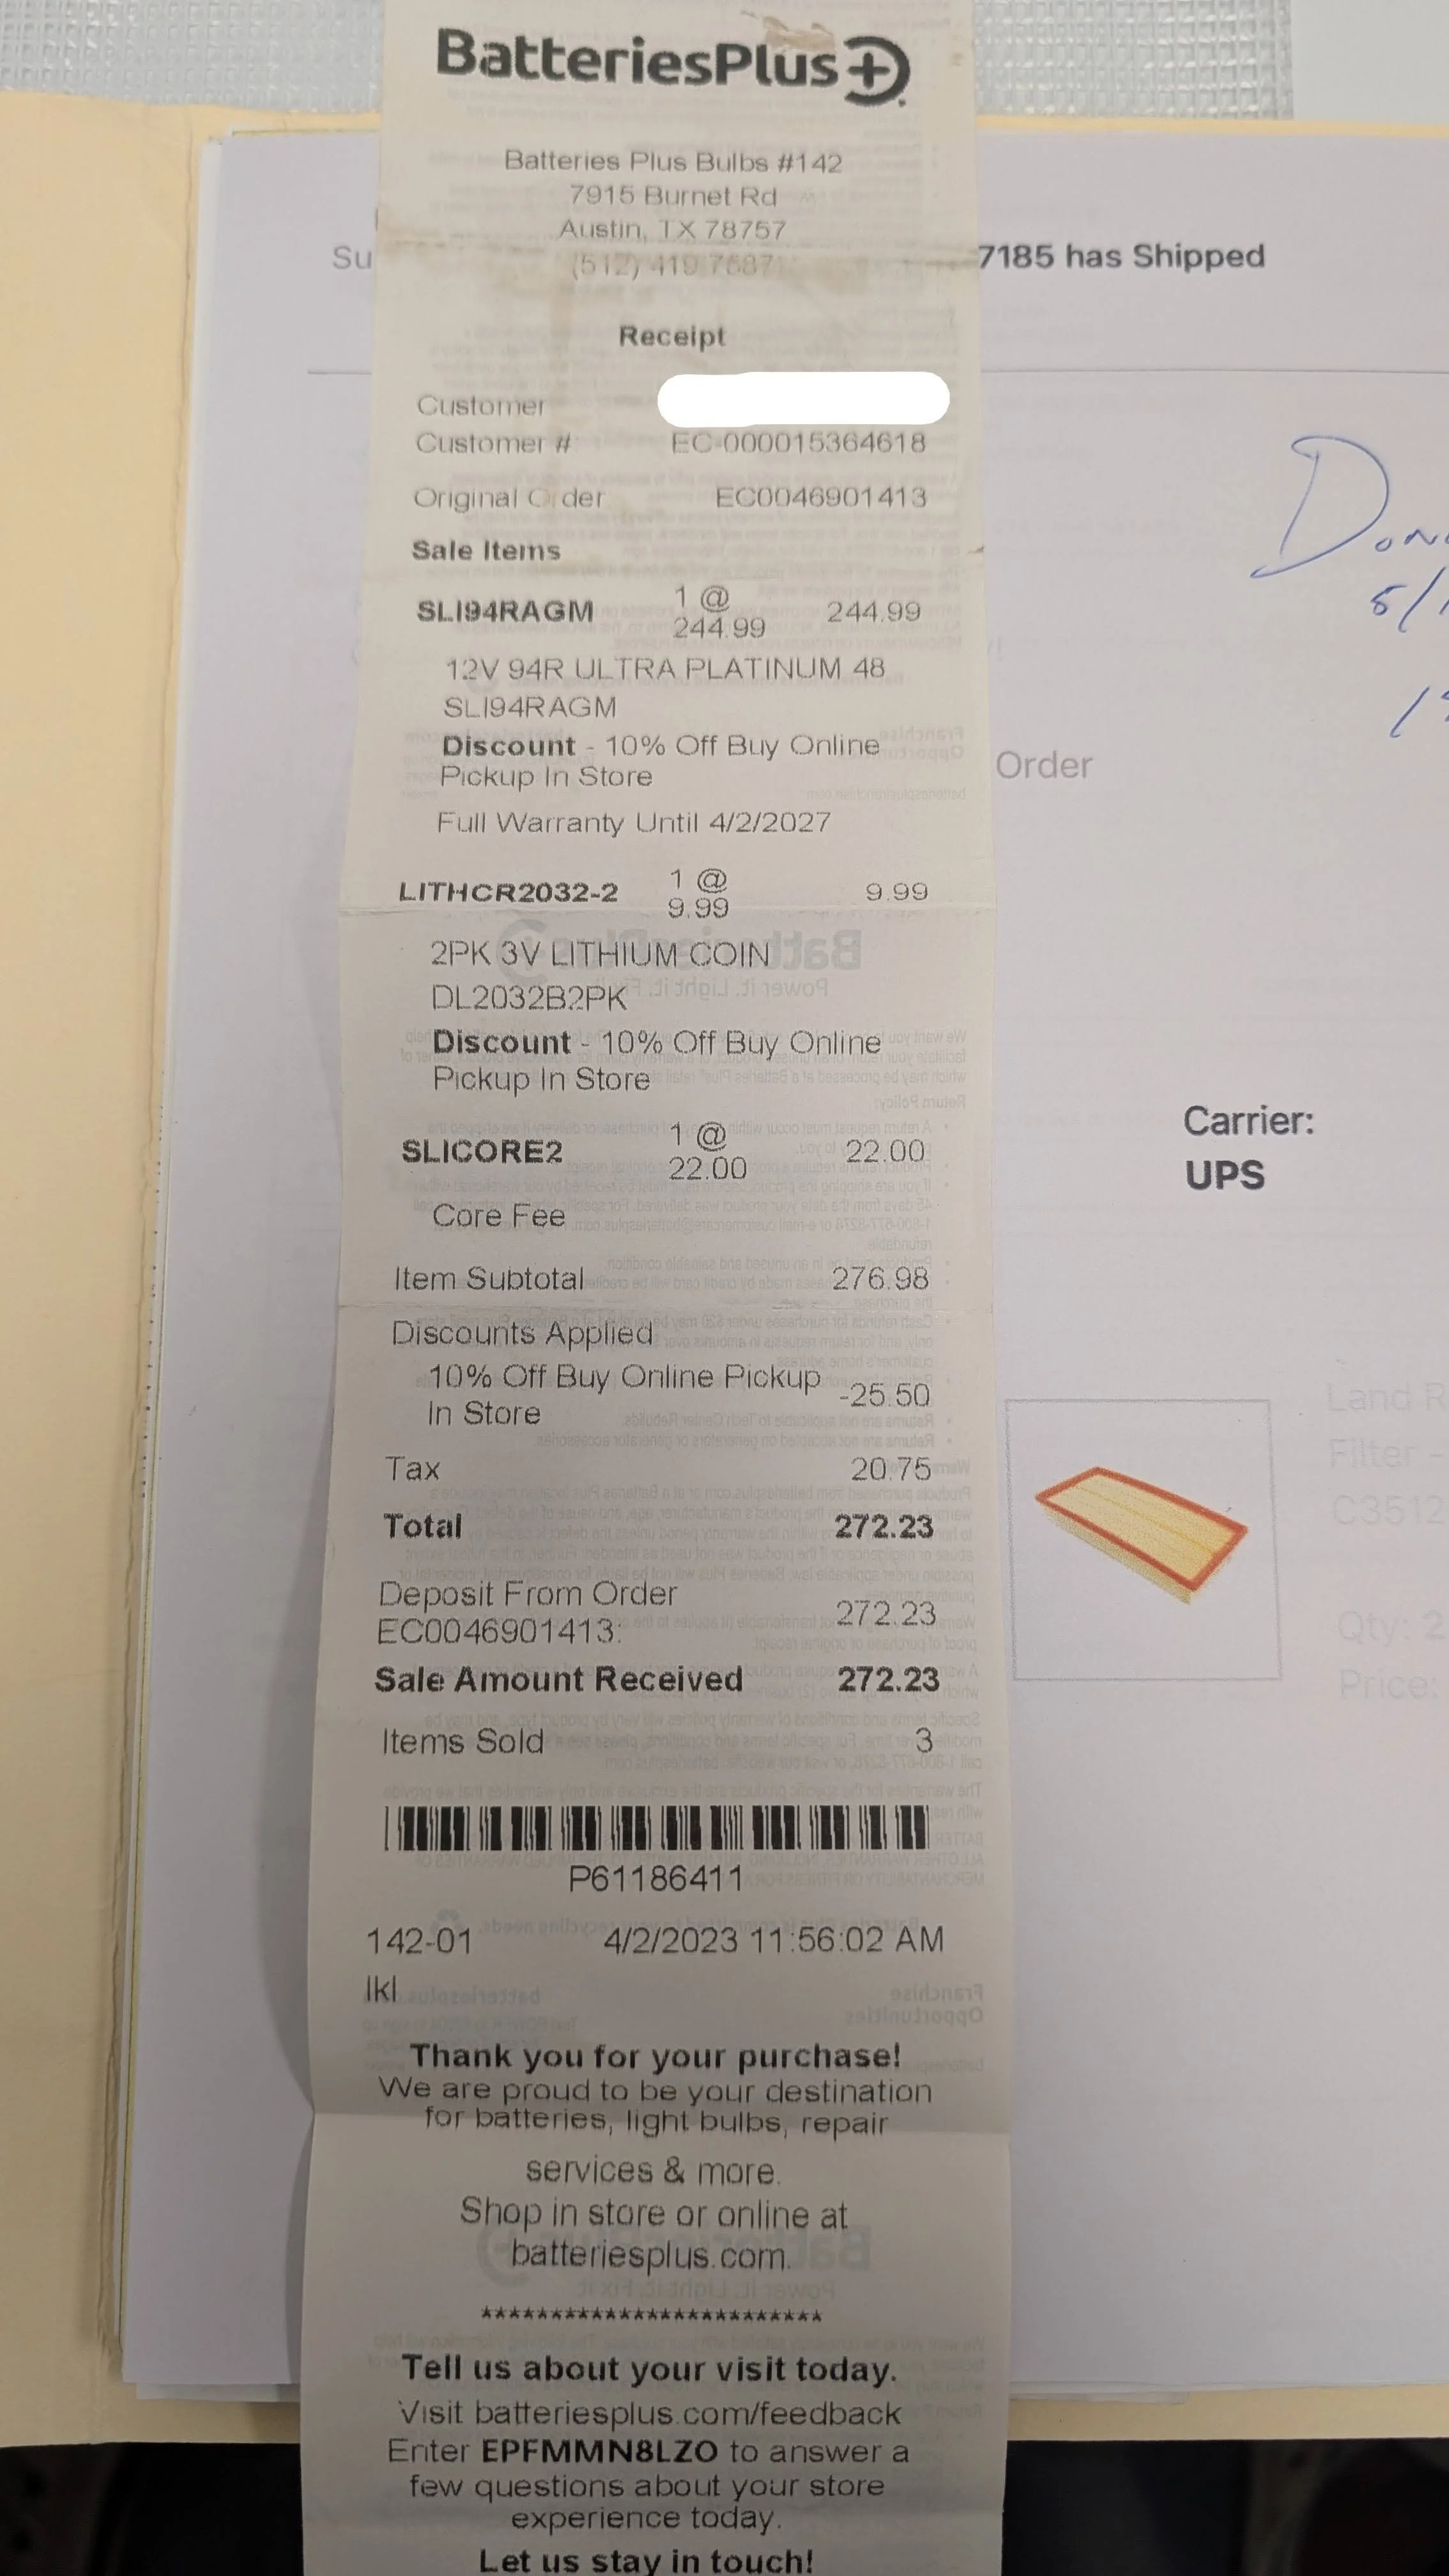 BatteriesPlus+
Batteries Plus Bulbs #142
7915 Burnet Rd
Austin, TX 78757
(512) 419 7687
Receipt
Customer
Customer # EC-000015364618
Original Order EC0046901413
Sale Items
SLI94RAGM 1 @ 244.99 244.99
12V 94R ULTRA PLATINUM 48
SLI94RAGM
Discount - 10% Off Buy Online
Pickup In Store
Full Warranty Until 4/2/2027
LITHCR2032-2 1 @ 9.99 9.99
2PK 3V LITHIUM COIN
DL2032B2PK
Discount - 10% Off Buy Online
Pickup In Store
SLICORE2 1 @ 22.00 22.00
Core Fee
Item Subtotal 276.98
Discounts Applied
10% Off Buy Online Pickup -25.50
In Store
Tax 20.75
Total 272.23
Deposit From Order 272.23
EC0046901413:
Sale Amount Received 272.23
Items Sold 3
P61186411
142-01 4/2/2023 11:56:02 AM
lkl
Thank you for your purchase!
We are proud to be your destination
for batteries, light bulbs, repair
services & more.
Shop in store or online at
batteriesplus.com.
*************************
Tell us about your visit today.
Visit batteriesplus.com/feedback
Enter EPFMMN8LZO to answer a
few questions about your store
experience today.
Let us stay in touch!
7185 has Shipped
Order
Carrier:
UPS
Land R
Filter -
C3512
Qty: 2
Price: